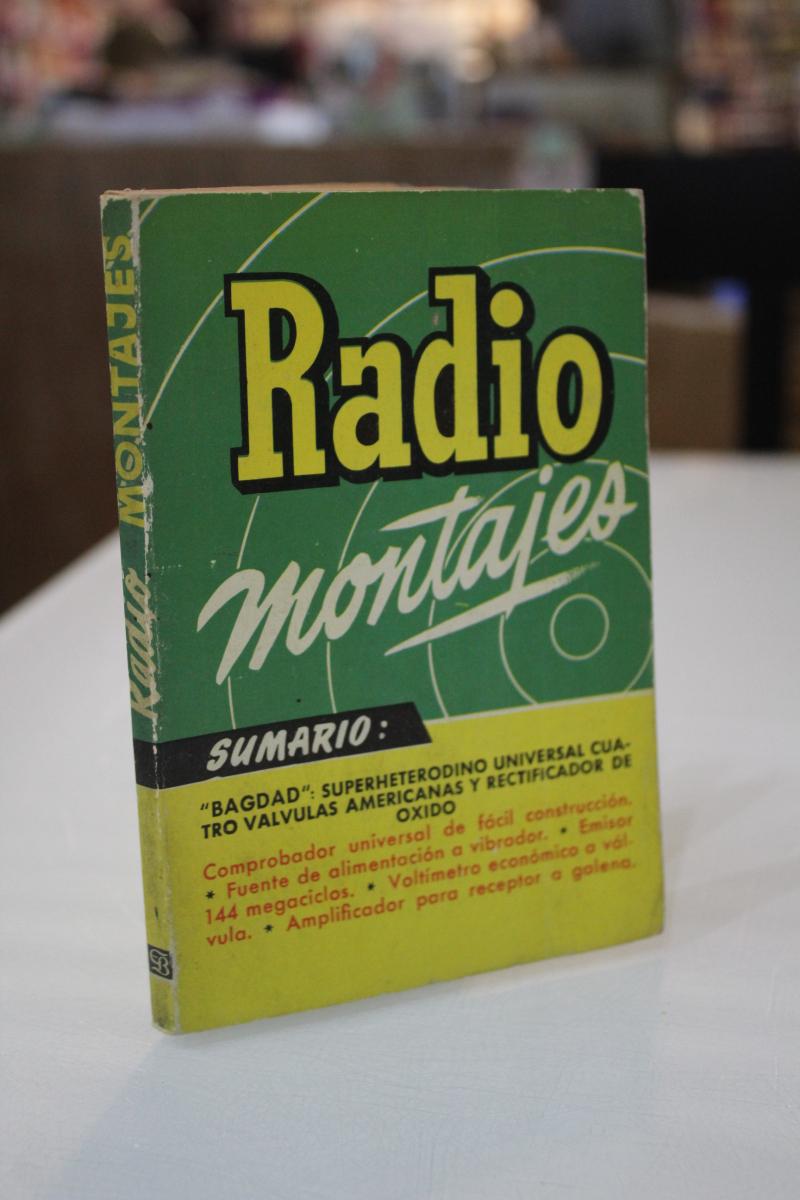 Radio MONTAJES
Radio
montajes
SUMARIO:
"BAGDAD": SUPERHETERODINO UNIVERSAL CUA-
TRO VALVULAS AMERICANAS Y RECTIFICADOR DE
OXIDO
Comprobador universal de fácil construcción.
* Fuente de alimentación a vibrador. * Emisor
144 megaciclos. * Voltímetro económico a vál-
vula. * Amplificador para receptor a galena.